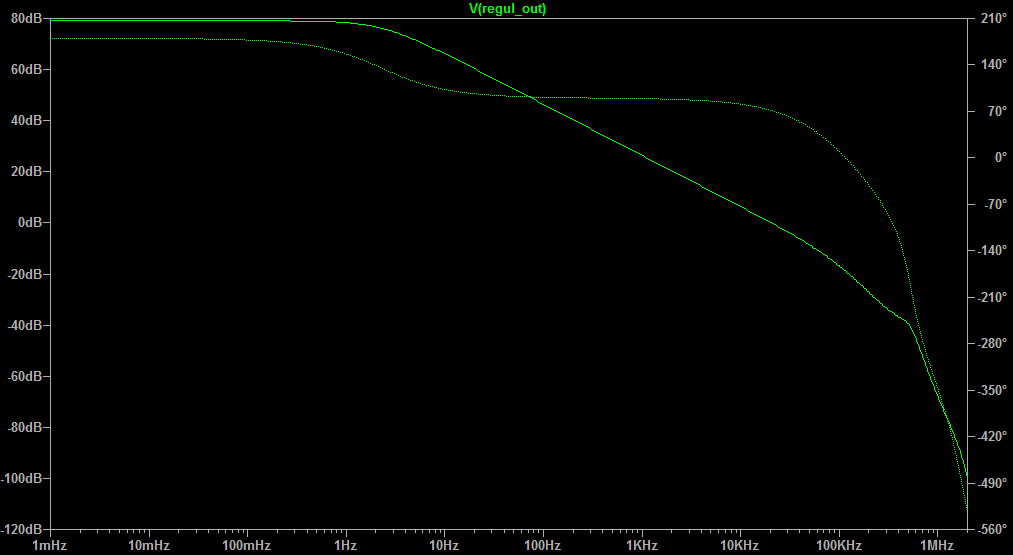 V(regul_out)
80dB 210°
60dB 140°
40dB 70°
20dB 0°
0dB -70°
-20dB -140°
-40dB -210°
-60dB -280°
-80dB -350°
-100dB -420°
-120dB -490°
-560°
1mHz 10mHz 100mHz 1Hz 10Hz 100Hz 1KHz 10KHz 100KHz 1MHz